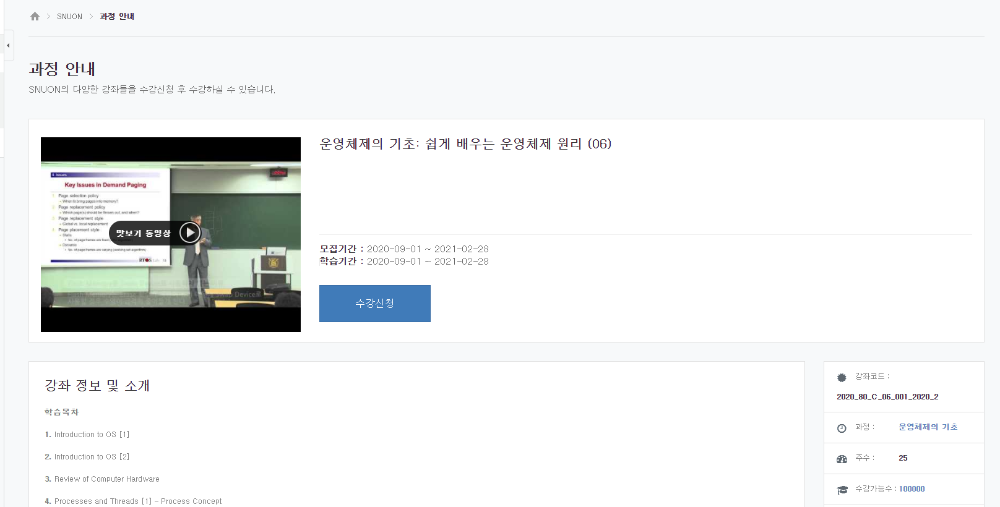 SNUON
과정 안내
과정 안내
SNUON의 다양한 강좌들을 수강신청 후 수강하실 수 있습니다.
II. Issues
Key Issues in Demand Paging
1. Page selection policy
When to bring pages into memory?
2. Page replacement policy
Which page(s) should be thrown out, and when?
3. Page replacement style
Global vs. local replacement
4. Page placement style
Static
No. of page frames are fixed
Dynamic
No. of page frames are varying (working set algorithm)
RTOS Lab
맛보기 동영상
Swap Device로
운영체제의 기초: 쉽게 배우는 운영체제 원리 (06)
모집기간 : 2020-09-01 ~ 2021-02-28
학습기간 : 2020-09-01 ~ 2021-02-28
수강신청
강좌 정보 및 소개
학습목차
1. Introduction to OS [1]
2. Introduction to OS [2]
3. Review of Computer Hardware
4. Processes and Threads [1] - Process Concept
강좌코드 :
2020_80_C_06_001_2020_2
과정 : 운영체제의 기초
주수 : 25
수강가능수 : 100000